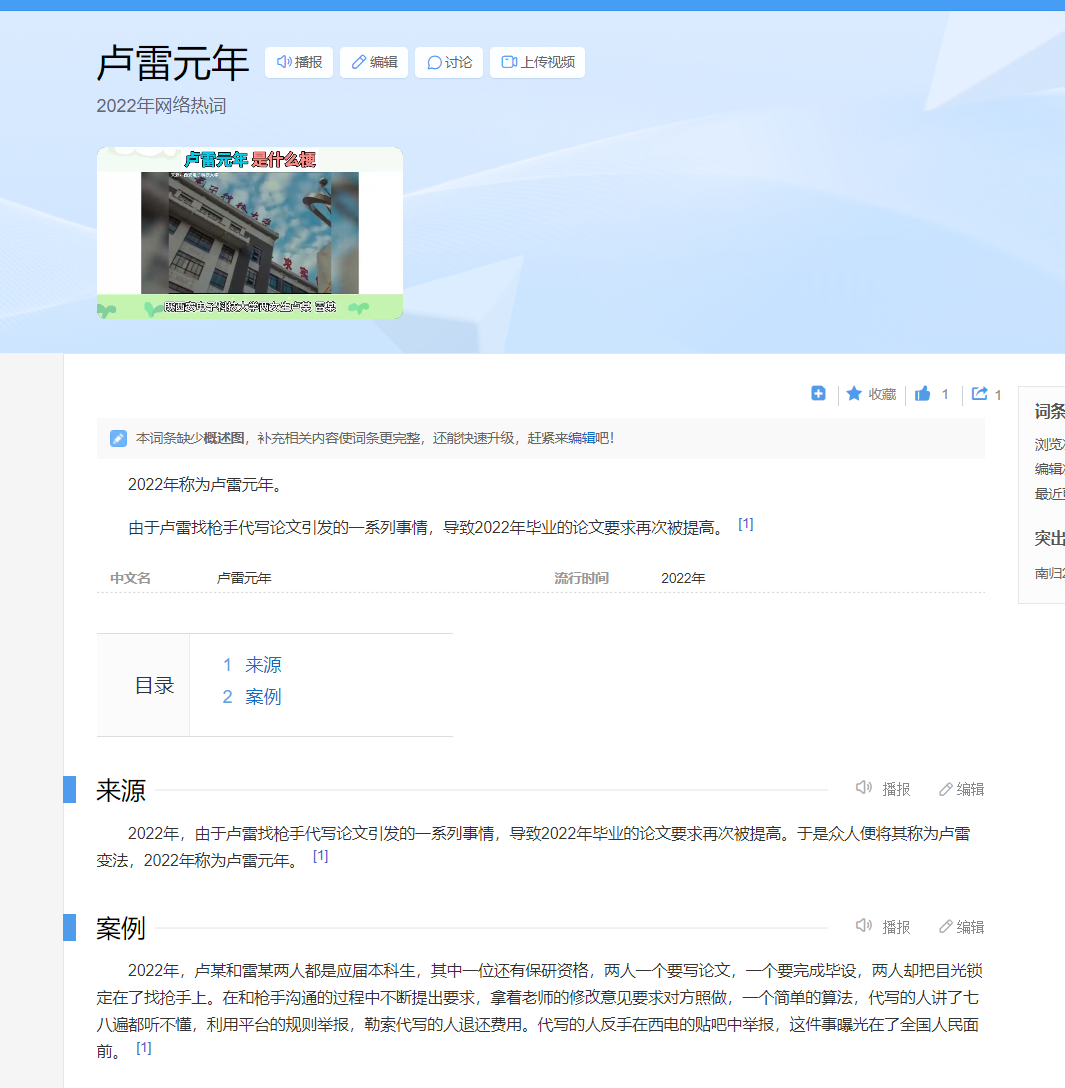 卢雷元年 播报 编辑 讨论 上传视频
2022年网络热词
卢雷元年 是什么梗
既西安电子科技大学两女生卢某 雷某
收藏 1 1
本词条缺少概述图，补充相关内容使词条更完整，还能快速升级，赶紧来编辑吧！
2022年称为卢雷元年。
由于卢雷找枪手代写论文引发的一系列事情，导致2022年毕业的论文要求再次被提高。 [1]
中文名 卢雷元年 流行时间 2022年
目录
1 来源
2 案例
来源 播报 编辑
2022年，由于卢雷找枪手代写论文引发的一系列事情，导致2022年毕业的论文要求再次被提高。于是众人便将其称为卢雷
变法，2022年称为卢雷元年。 [1]
案例 播报 编辑
2022年，卢某和雷某两人都是应届本科生，其中一位还有保研资格，两人一个要写论文，一个要完成毕设，两人却把目光锁
定在了找抢手上。在和枪手沟通的过程中不断提出要求，拿着老师的修改意见要求对方照做，一个简单的算法，代写的人讲了七
八遍都听不懂，利用平台的规则举报，勒索代写的人退还费用。代写的人反手在西电的贴吧中举报，这件事曝光在了全国人民面
前。 [1]
词条
浏览
编辑
最近
突出
南归